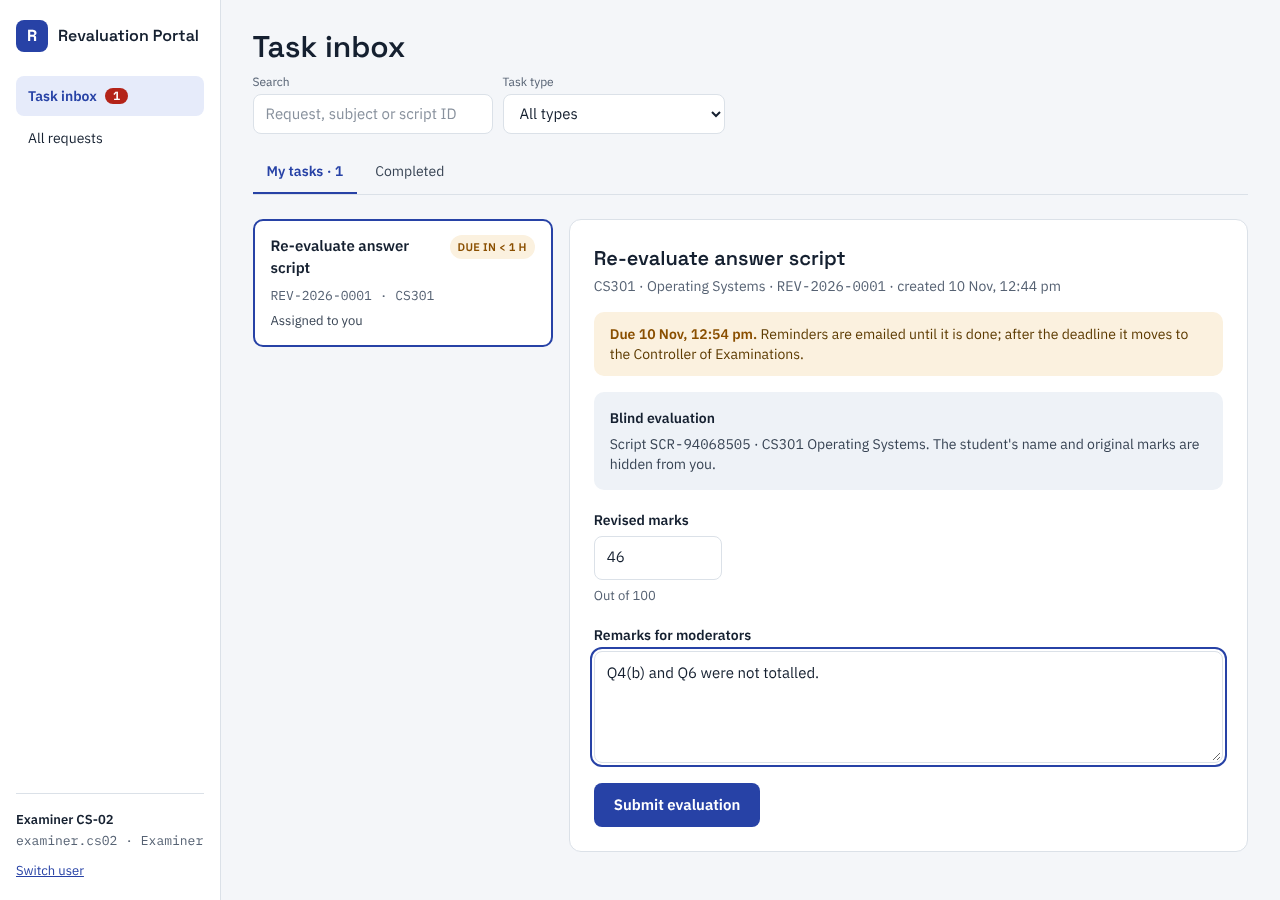 R Revaluation Portal
Task inbox 1
All requests
Examiner CS-02
examiner.cs02 · Examiner
Switch user
Task inbox
Search
Task type
Request, subject or script ID
All types
My tasks · 1
Completed
Re-evaluate answer
script
DUE IN < 1 H
REV-2026-0001 · CS301
Assigned to you
Re-evaluate answer script
CS301 · Operating Systems · REV-2026-0001 · created 10 Nov, 12:44 pm
Due 10 Nov, 12:54 pm. Reminders are emailed until it is done; after the deadline it moves to
the Controller of Examinations.
Blind evaluation
Script SCR-94068505 · CS301 Operating Systems. The student's name and original marks are
hidden from you.
Revised marks
46
Out of 100
Remarks for moderators
Q4(b) and Q6 were not totalled.
Submit evaluation